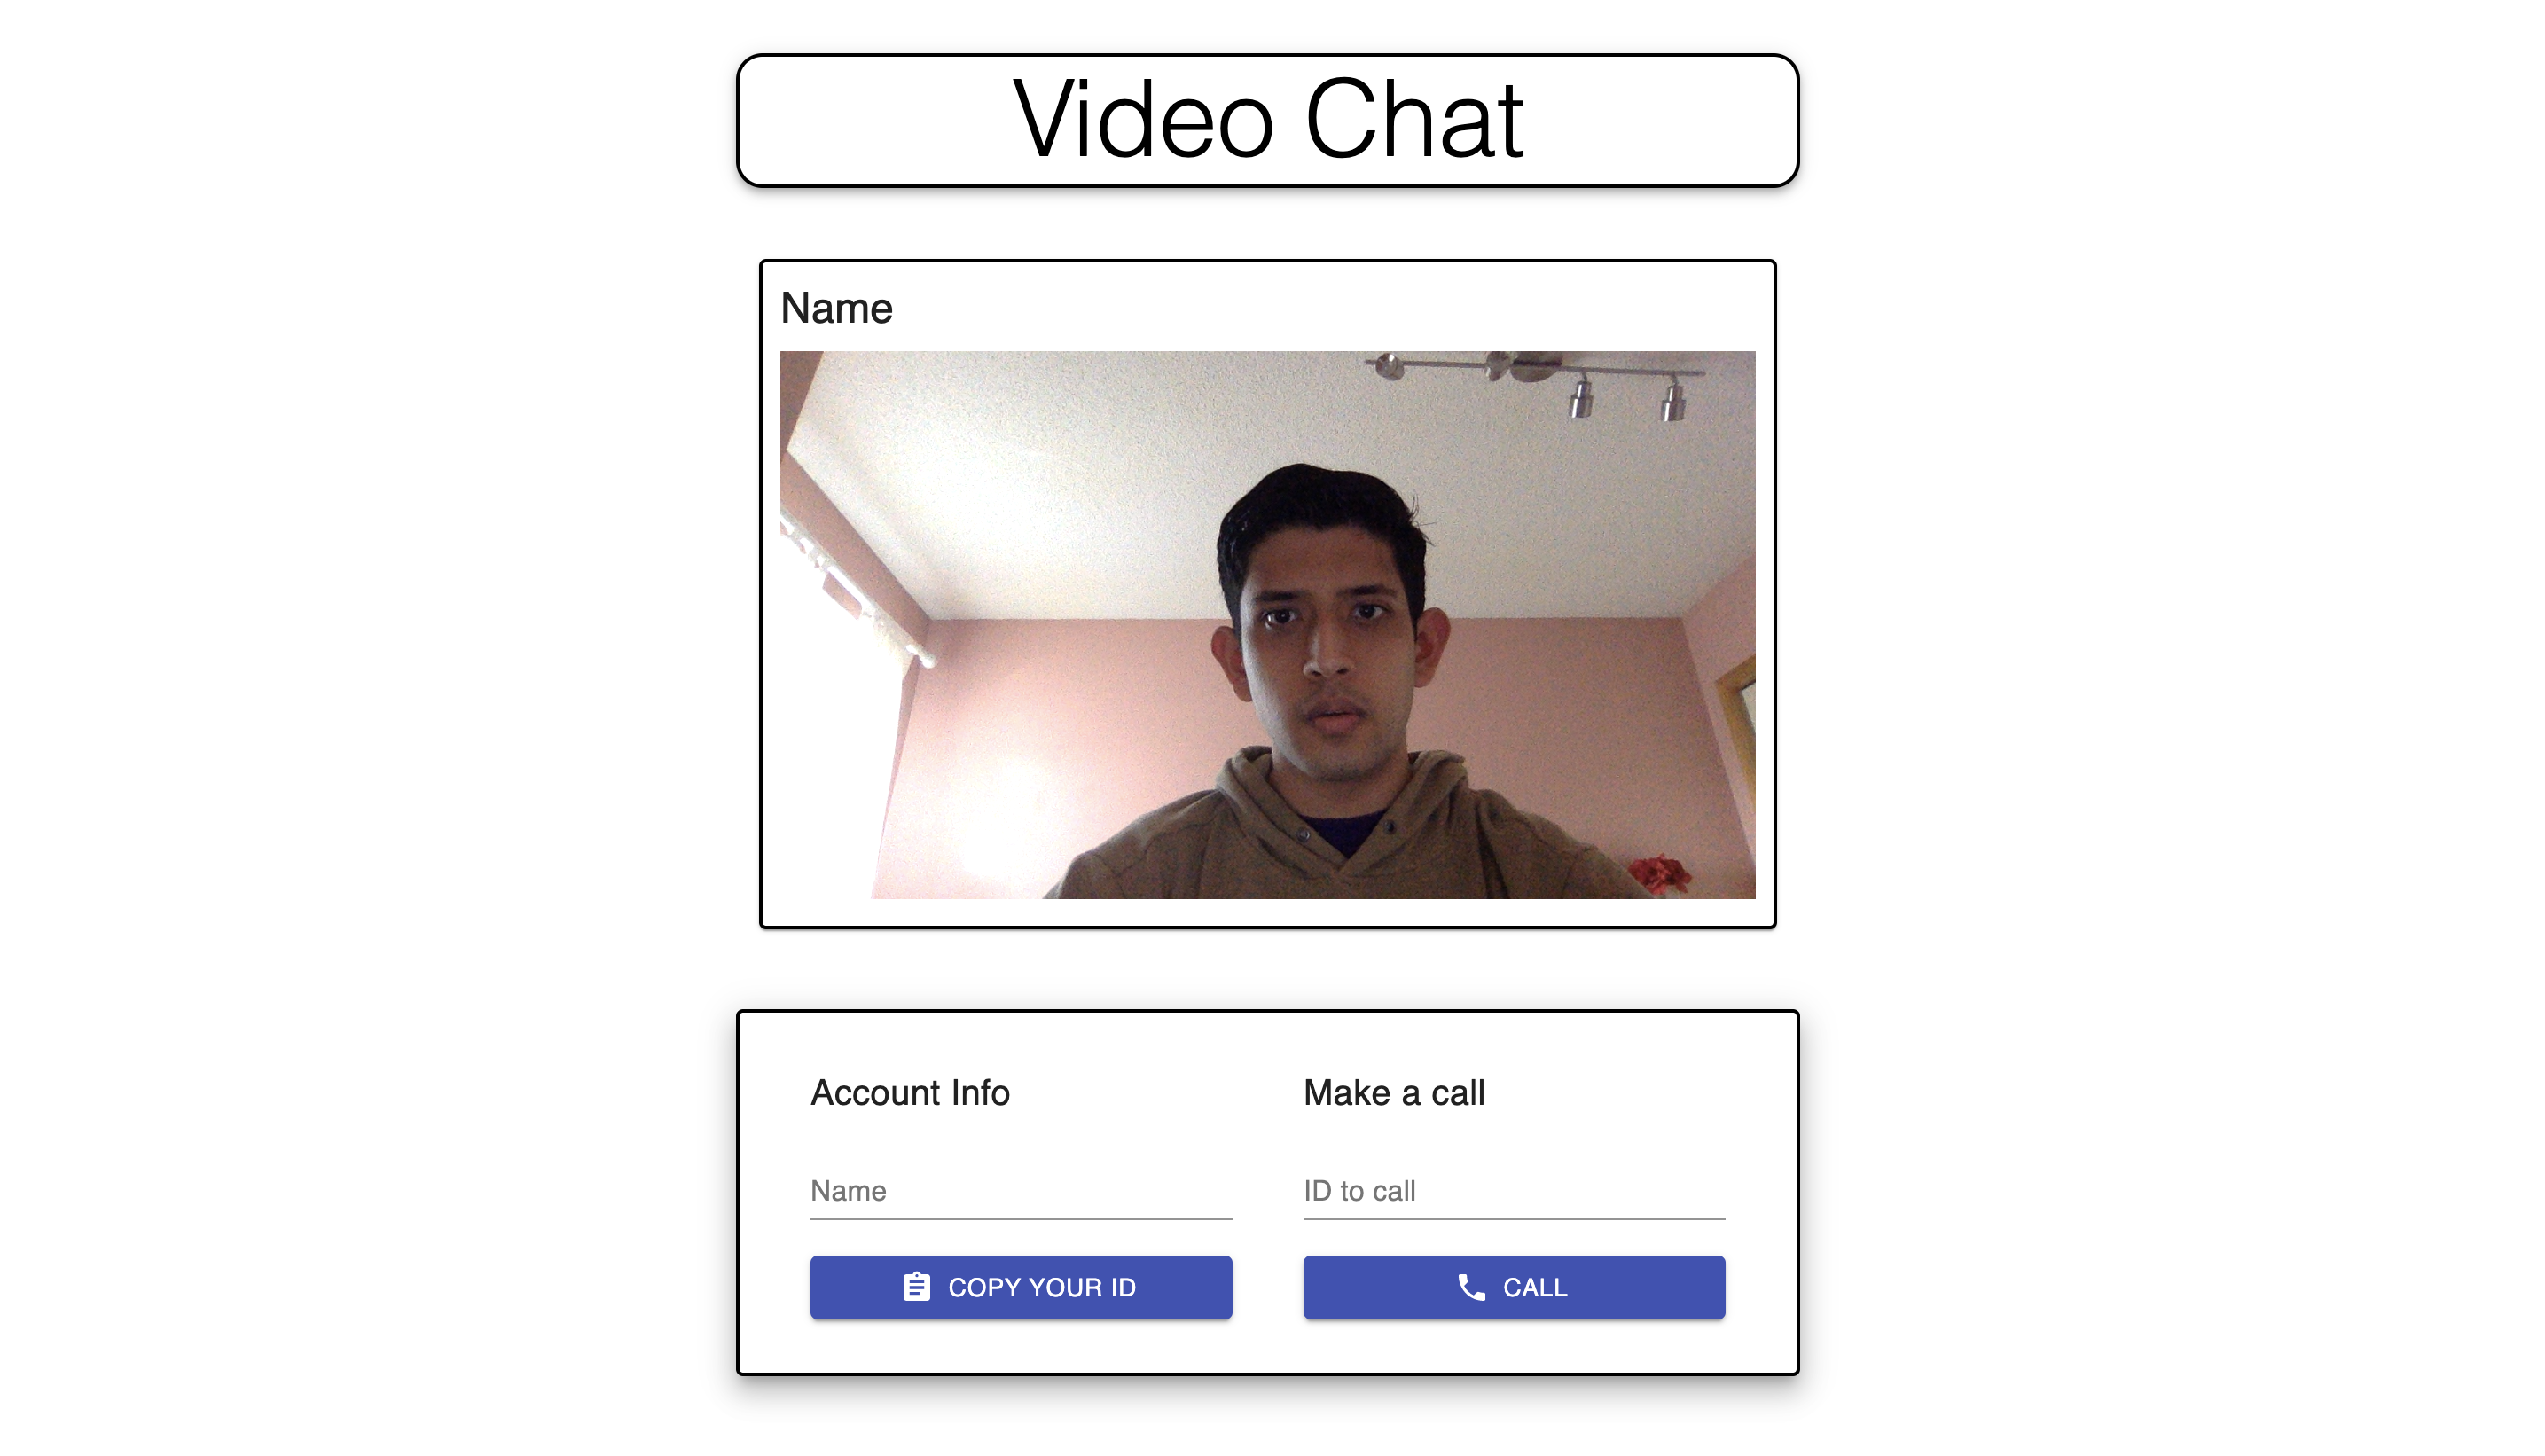 Video Chat
Name
Account Info
Make a call
Name
ID to call
COPY YOUR ID
CALL